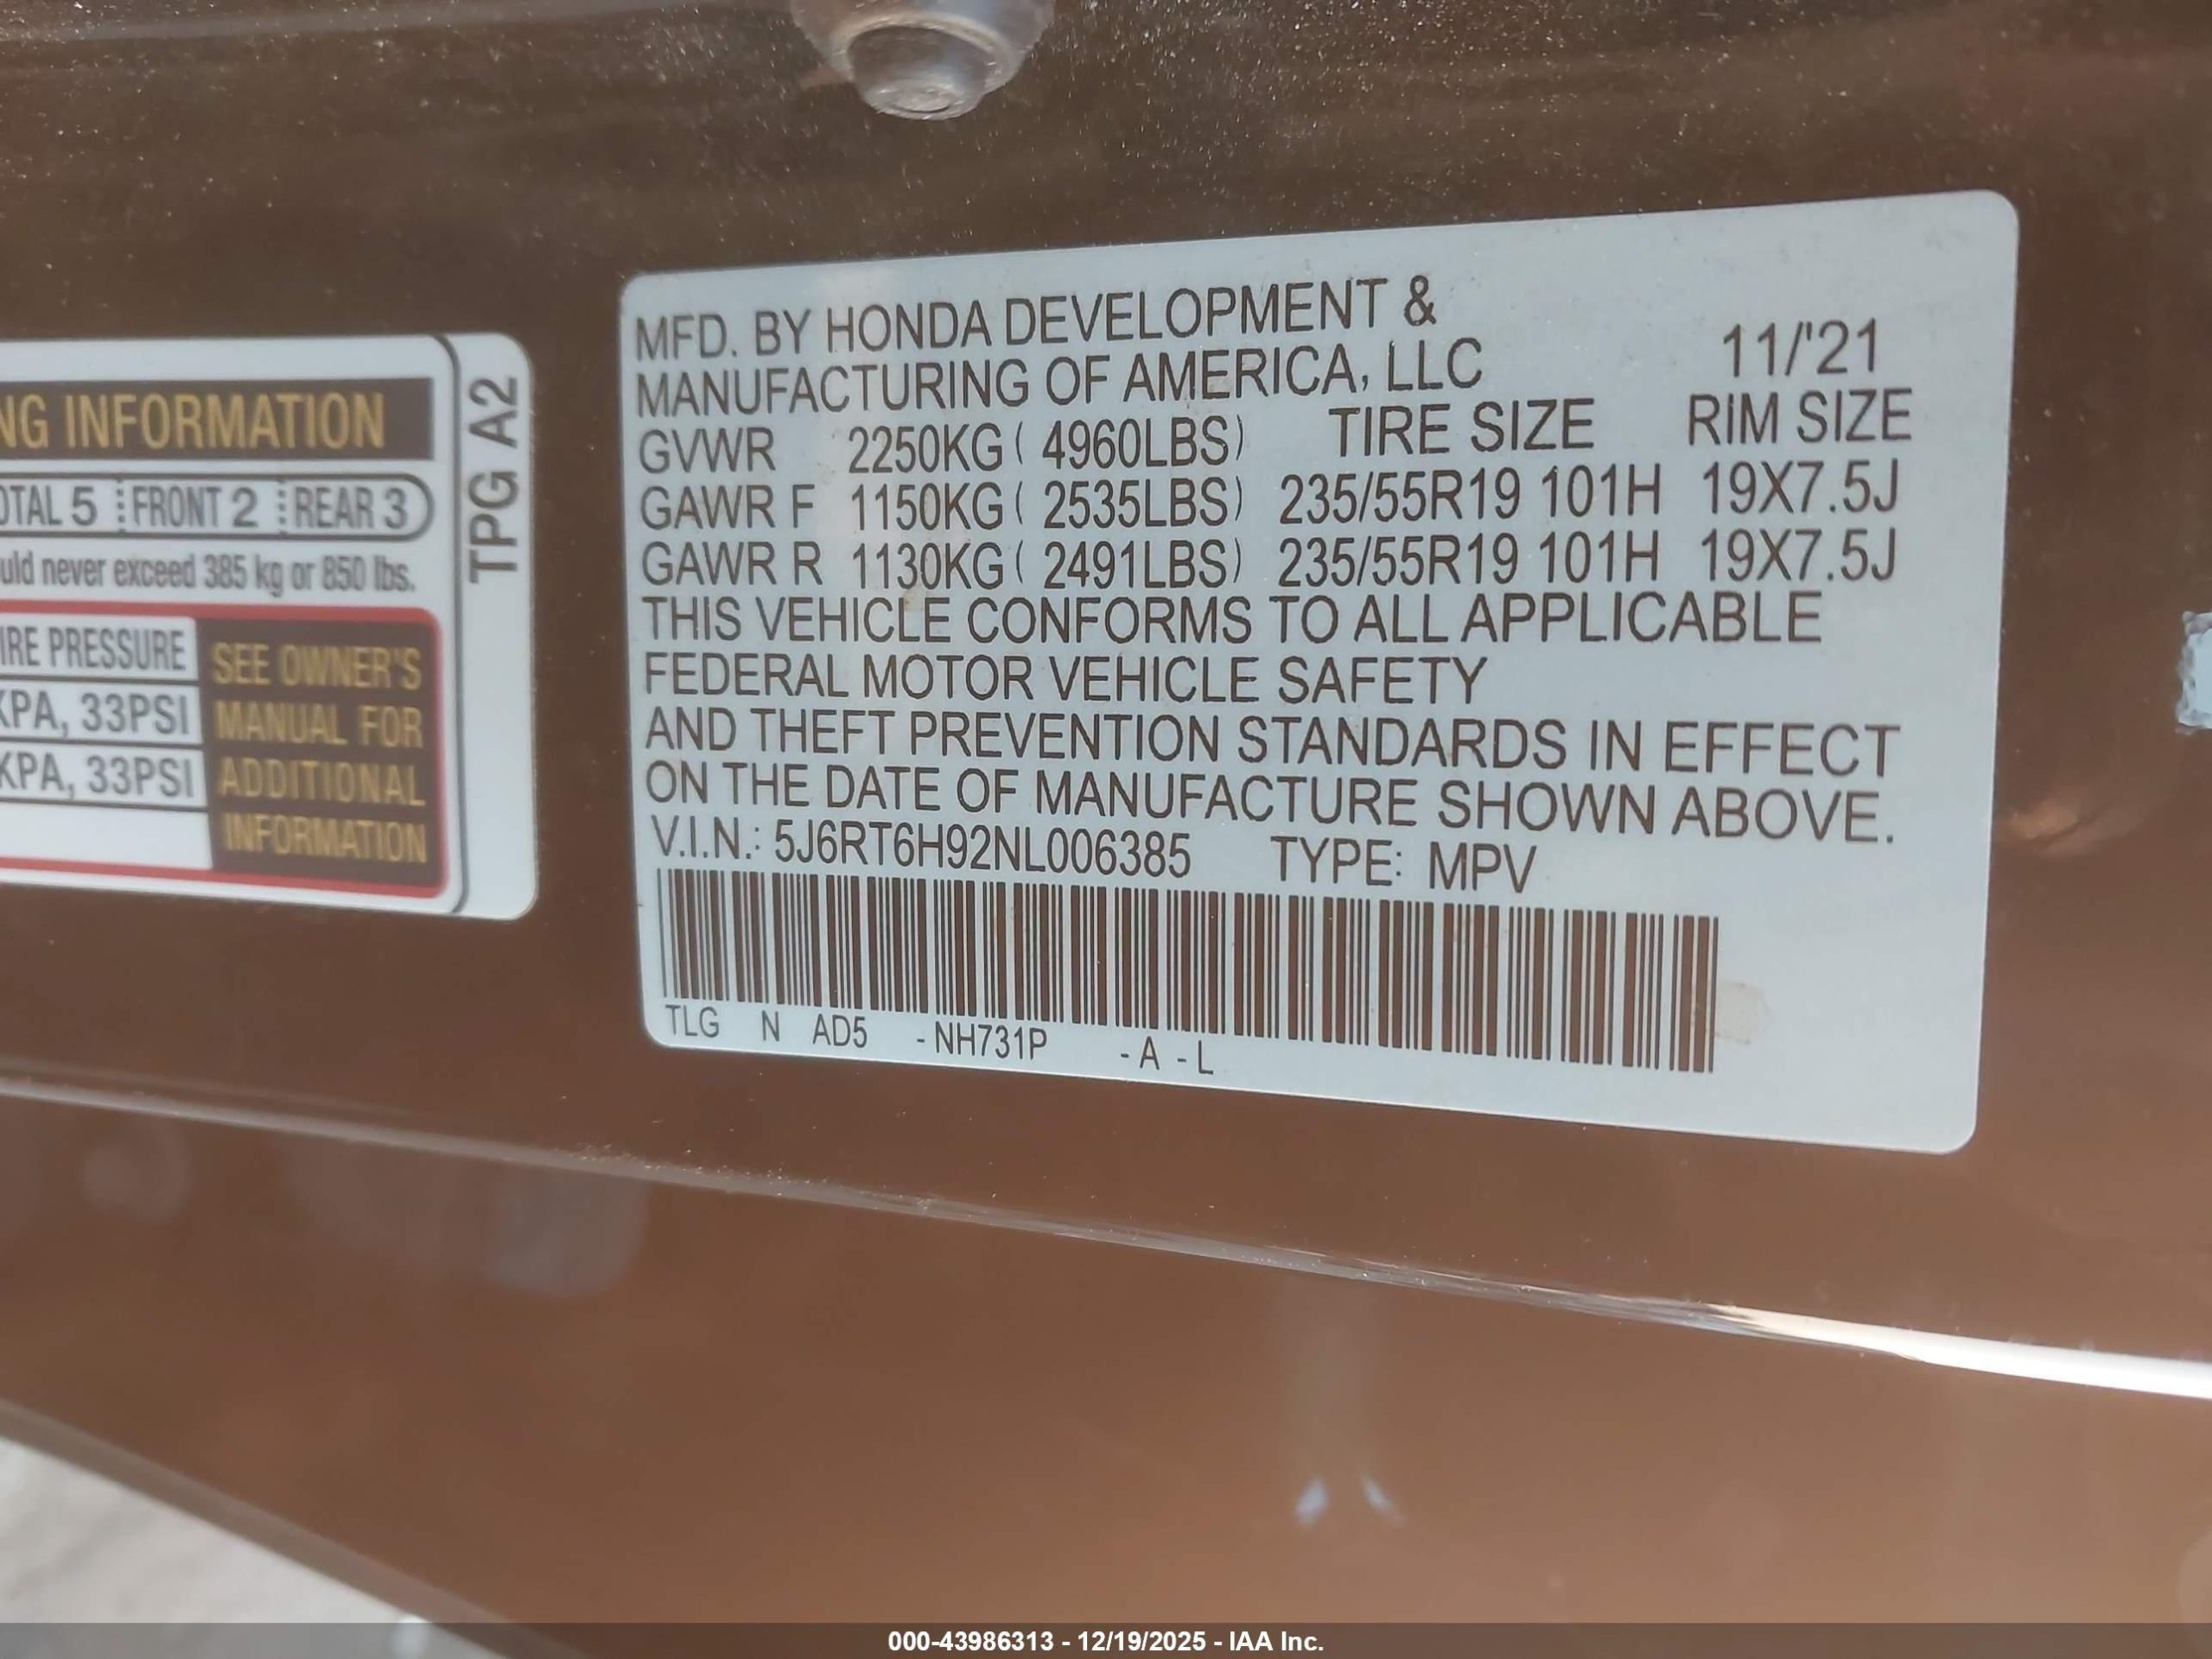 NG INFORMATION
OTAL 5 FRONT 2 REAR 3
uld never exceed 385 kg or 850 lbs.
IRE PRESSURE
KPA, 33PSI
KPA, 33PSI
SEE OWNER'S
MANUAL FOR
ADDITIONAL
INFORMATION
TPG A2
MFD. BY HONDA DEVELOPMENT &
MANUFACTURING OF AMERICA, LLC 11/'21
GVWR 2250KG ( 4960LBS) TIRE SIZE RIM SIZE
GAWR F 1150KG ( 2535LBS) 235/55R19 101H 19X7.5J
GAWR R 1130KG ( 2491LBS) 235/55R19 101H 19X7.5J
THIS VEHICLE CONFORMS TO ALL APPLICABLE
FEDERAL MOTOR VEHICLE SAFETY
AND THEFT PREVENTION STANDARDS IN EFFECT
ON THE DATE OF MANUFACTURE SHOWN ABOVE.
V.I.N.: 5J6RT6H92NL006385 TYPE: MPV
TLG N AD5 -NH731P -A -L
000-43986313 - 12/19/2025 - IAA Inc.